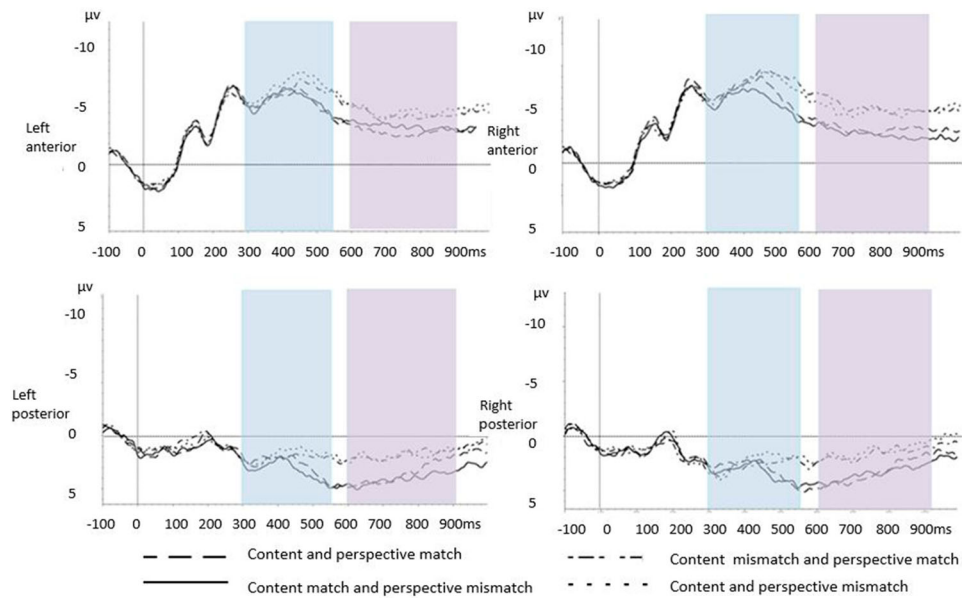 μv
-10
-5
Left
anterior
0
5
-100 0 100 200 300 400 500 600 700 800 900ms
μv
-10
-5
Right
anterior
0
5
-100 0 100 200 300 400 500 600 700 800 900ms
μv
-10
-5
Left
posterior
0
5
-100 0 100 200 300 400 500 600 700 800 900ms
μv
-10
-5
Right
posterior
0
5
-100 0 100 200 300 400 500 600 700 800 900ms
Content and perspective match
Content match and perspective mismatch
Content mismatch and perspective match
Content and perspective mismatch